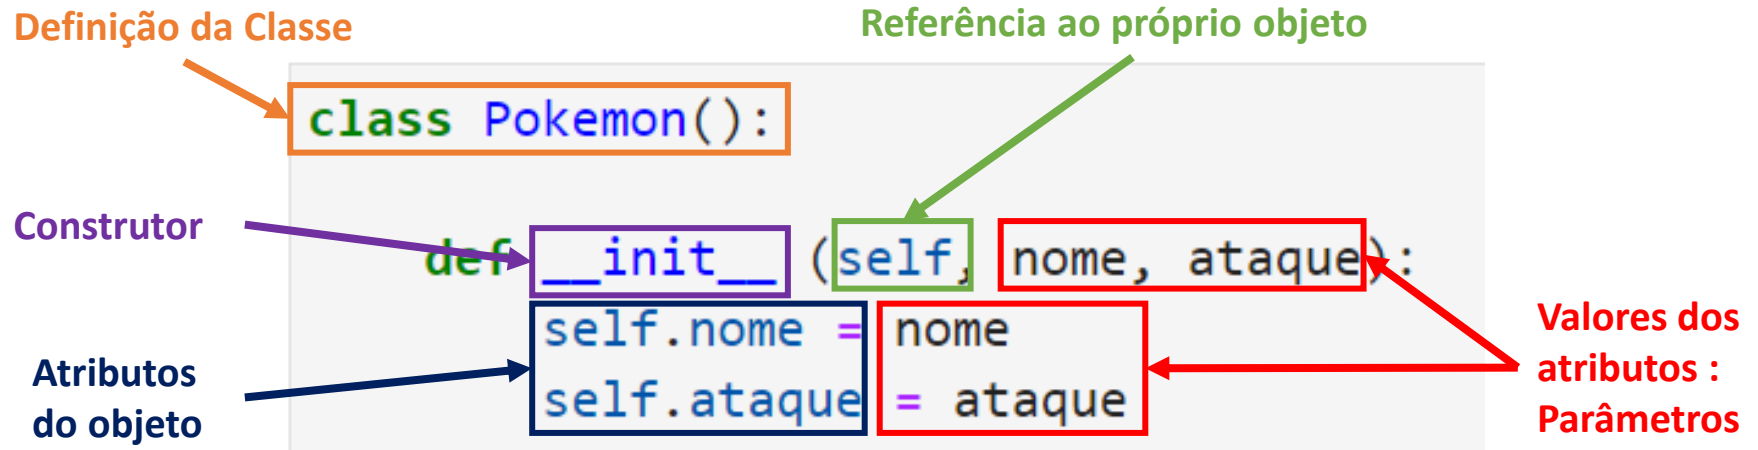 Definição da Classe
Referência ao próprio objeto
class Pokemon():
Construtor
def __init__ (self, nome, ataque):
self.nome = nome
self.ataque = ataque
Atributos
do objeto
Valores dos
atributos :
Parâmetros